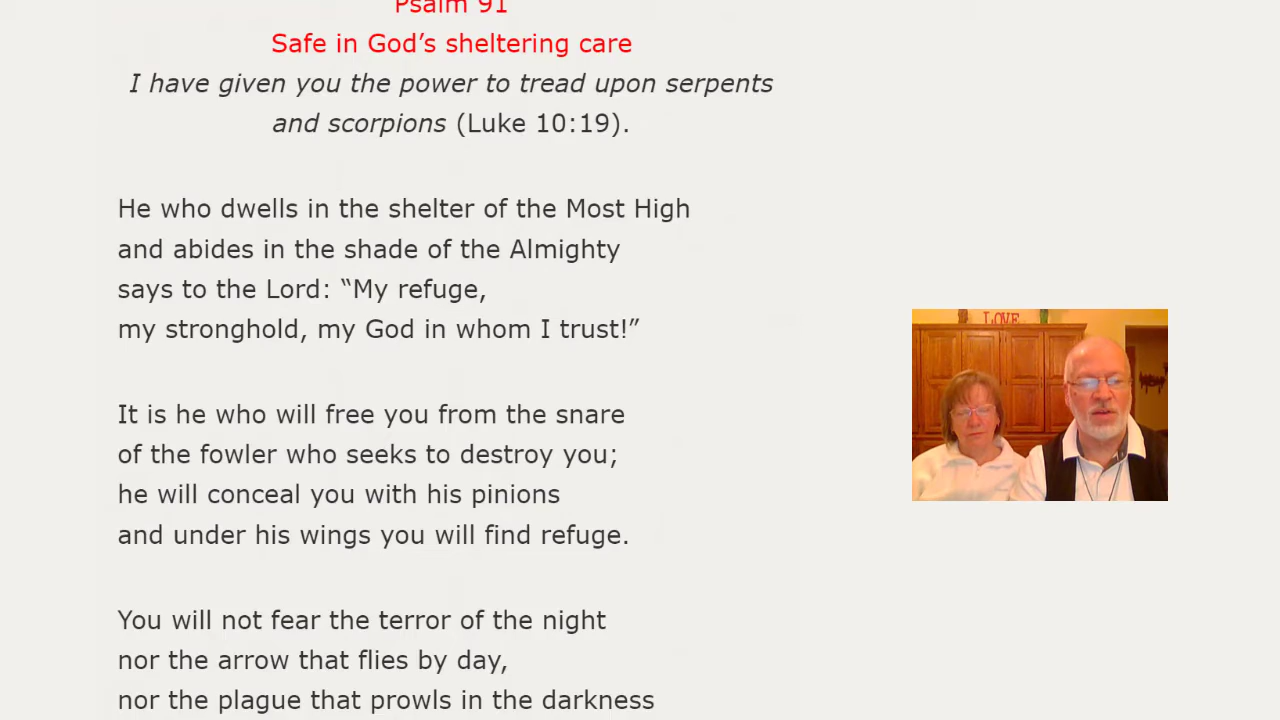 Psalm 91
Safe in God’s sheltering care
I have given you the power to tread upon serpents
and scorpions (Luke 10:19).
He who dwells in the shelter of the Most High
and abides in the shade of the Almighty
says to the Lord: “My refuge,
my stronghold, my God in whom I trust!”
It is he who will free you from the snare
of the fowler who seeks to destroy you;
he will conceal you with his pinions
and under his wings you will find refuge.
You will not fear the terror of the night
nor the arrow that flies by day,
nor the plague that prowls in the darkness
LOVE